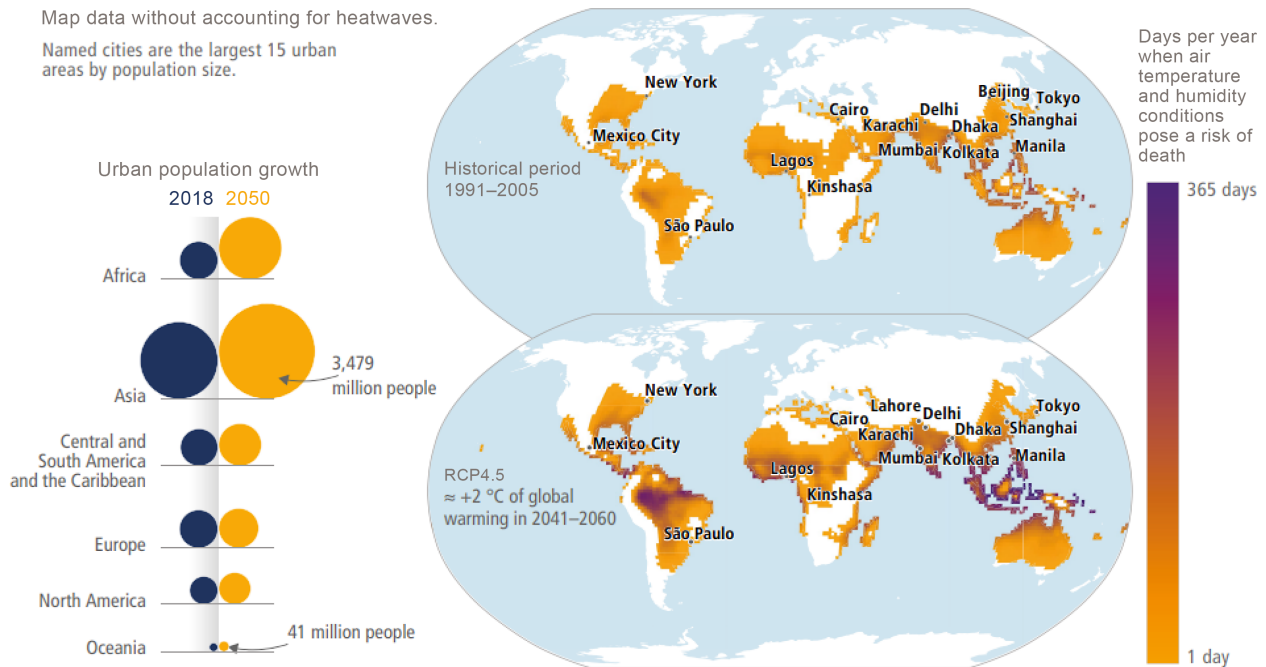 Map data without accounting for heatwaves.
Named cities are the largest 15 urban
areas by population size.
Urban population growth
2018 2050
Africa
Asia
3,479
million people
Central and
South America
and the Caribbean
Europe
North America
Oceania
41 million people
New York
Mexico City
São Paulo
Historical period
1991–2005
Lagos
Kinshasa
Cairo
Karachi
Delhi
Mumbai
Kolkata
Dhaka
Beijing
Tokyo
Shanghai
Manila
New York
Mexico City
São Paulo
RCP4.5
≈ +2 °C of global
warming in 2041–2060
Lagos
Kinshasa
Cairo
Lahore
Karachi
Delhi
Mumbai
Kolkata
Dhaka
Tokyo
Shanghai
Manila
Days per year
when air
temperature
and humidity
conditions
pose a risk of
death
365 days
1 day